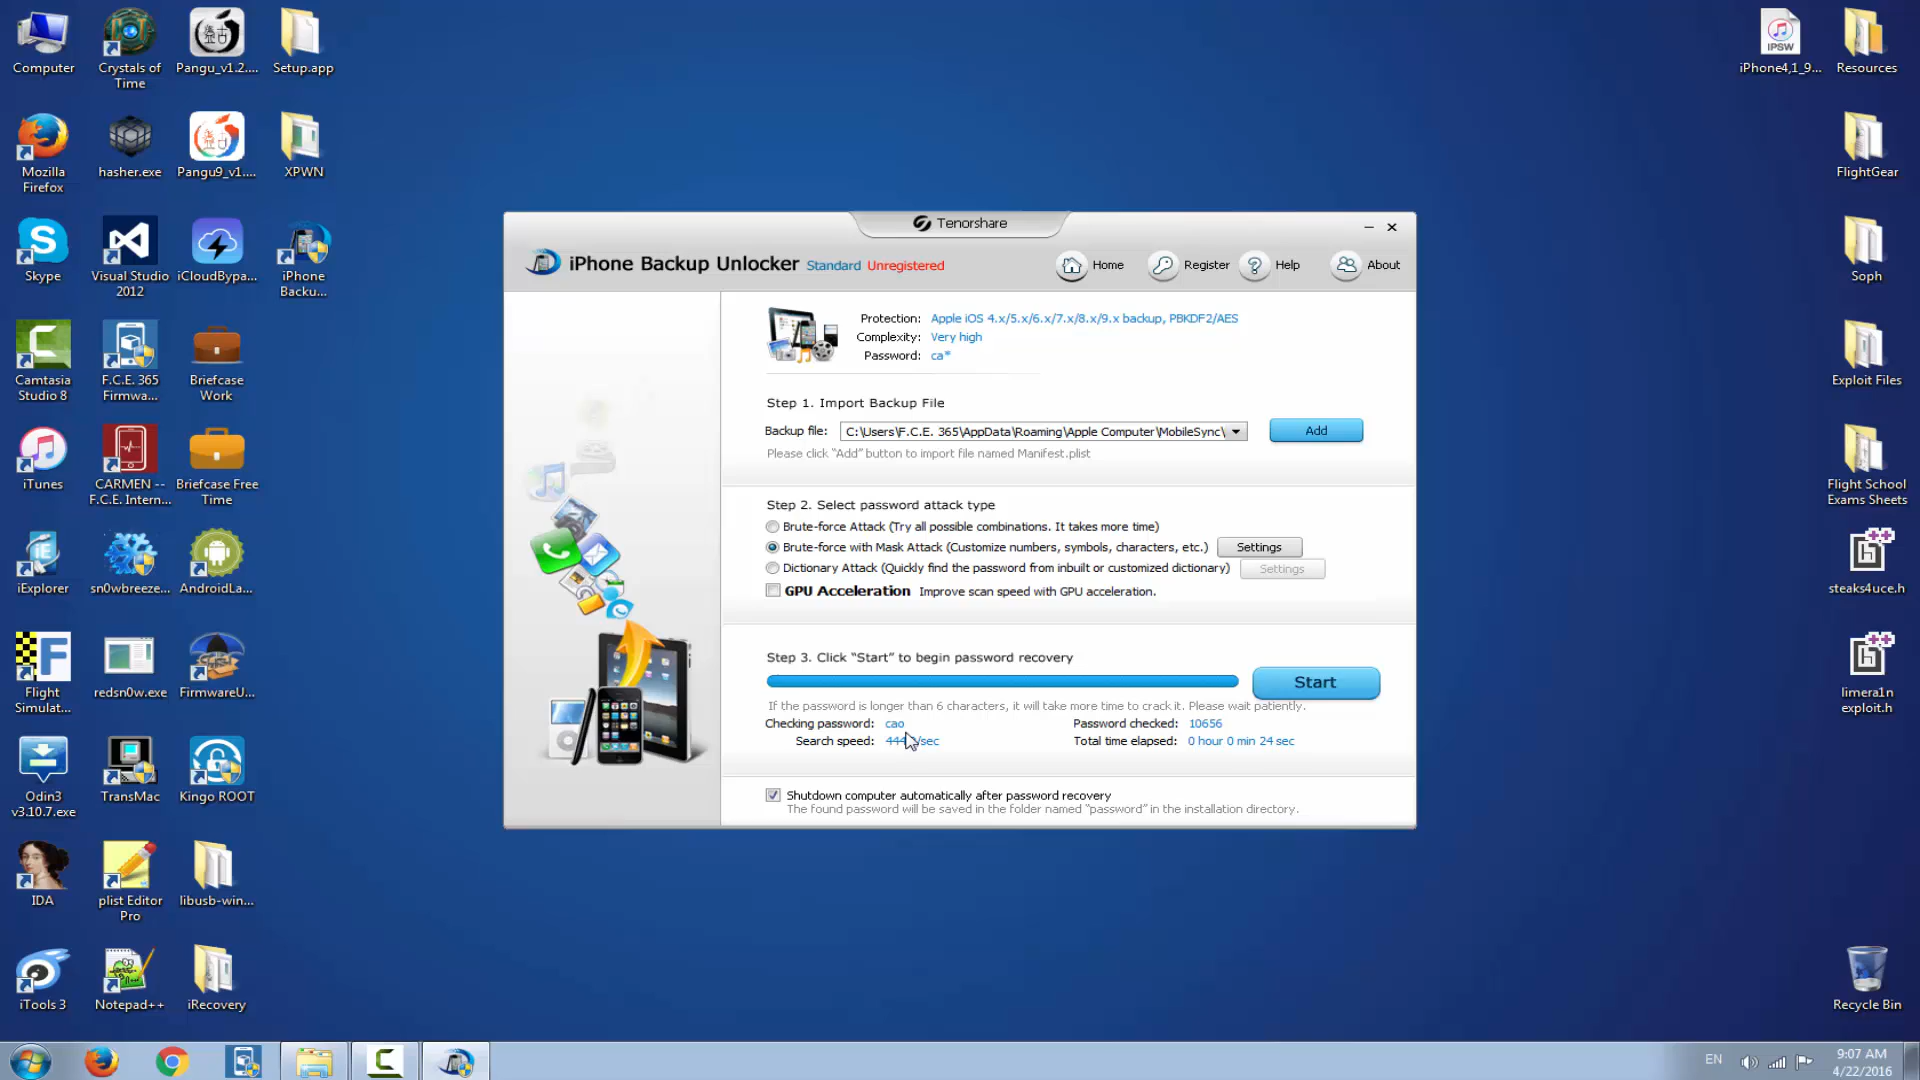 Computer
Crystals of
Time
Pangu_v1.2....
Setup.app
iPhone4,1_9...
Resources
IPSW
Mozilla
Firefox
hasher.exe
Pangu9_v1....
XPWN
FlightGear
Skype
Visual Studio
2012
iCloudBypa...
iPhone
Backu...
Soph
Camtasia
Studio 8
F.C.E. 365
Firmwa...
Briefcase
Work
Exploit Files
iTunes
CARMEN --
F.C.E. Intern...
Briefcase Free
Time
Flight School
Exams Sheets
iExplorer
sn0wbreeze...
AndroidLa...
steaks4uce.h
Flight
Simulat...
redsn0w.exe
FirmwareU...
limera1n
exploit.h
Odin3
v3.10.7.exe
TransMac
Kingo ROOT
IDA
plist Editor
Pro
libusb-win...
iTools 3
Notepad++
iRecovery
Recycle Bin
Tenorshare
iPhone Backup Unlocker Standard Unregistered
Home
Register
Help
About
Protection: Apple iOS 4.x/5.x/6.x/7.x/8.x/9.x backup, PBKDF2/AES
Complexity: Very high
Password: ca*
Step 1. Import Backup File
Backup file: C:\Users\F.C.E. 365\AppData\Roaming\Apple Computer\MobileSync\
Add
Please click "Add" button to import file named Manifest.plist
Step 2. Select password attack type
Brute-force Attack (Try all possible combinations. It takes more time)
Brute-force with Mask Attack (Customize numbers, symbols, characters, etc.) Settings
Dictionary Attack (Quickly find the password from inbuilt or customized dictionary) Settings
GPU Acceleration Improve scan speed with GPU acceleration.
Step 3. Click "Start" to begin password recovery
Start
If the password is longer than 6 characters, it will take more time to crack it. Please wait patiently.
Checking password: cao
Password checked: 10656
Search speed:
Total time elapsed: 0 hour 0 min 24 sec
Shutdown computer automatically after password recovery
The found password will be saved in the folder named "password" in the installation directory.
EN
9:07 AM
4/22/2016